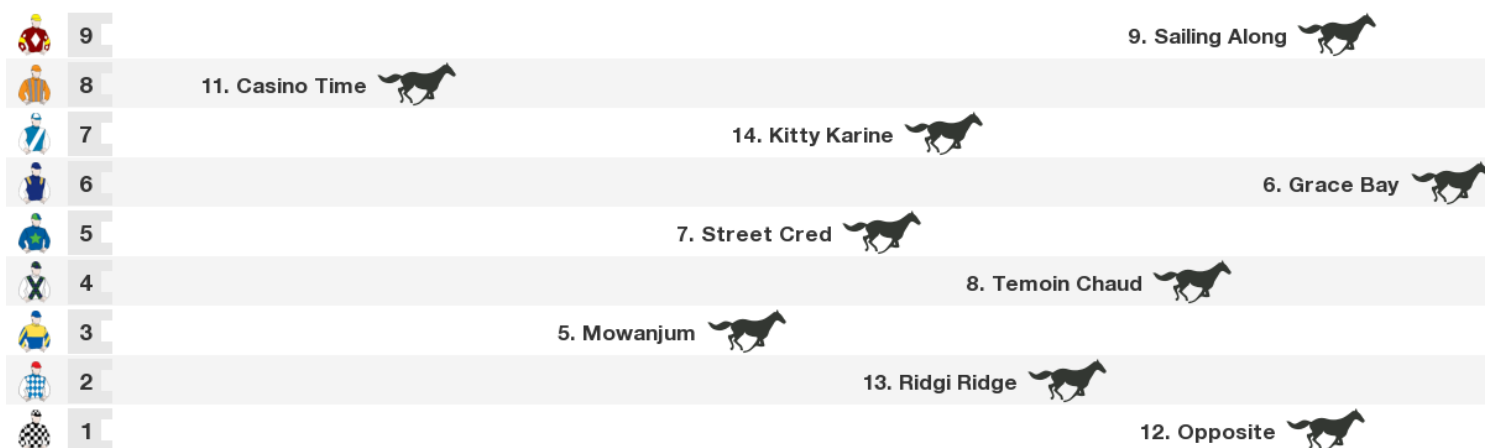 9 9. Sailing Along
8 11. Casino Time
7 14. Kitty Karine
6 6. Grace Bay
5 7. Street Cred
4 8. Temoin Chaud
3 5. Mowanjum
2 13. Ridgi Ridge
1 12. Opposite